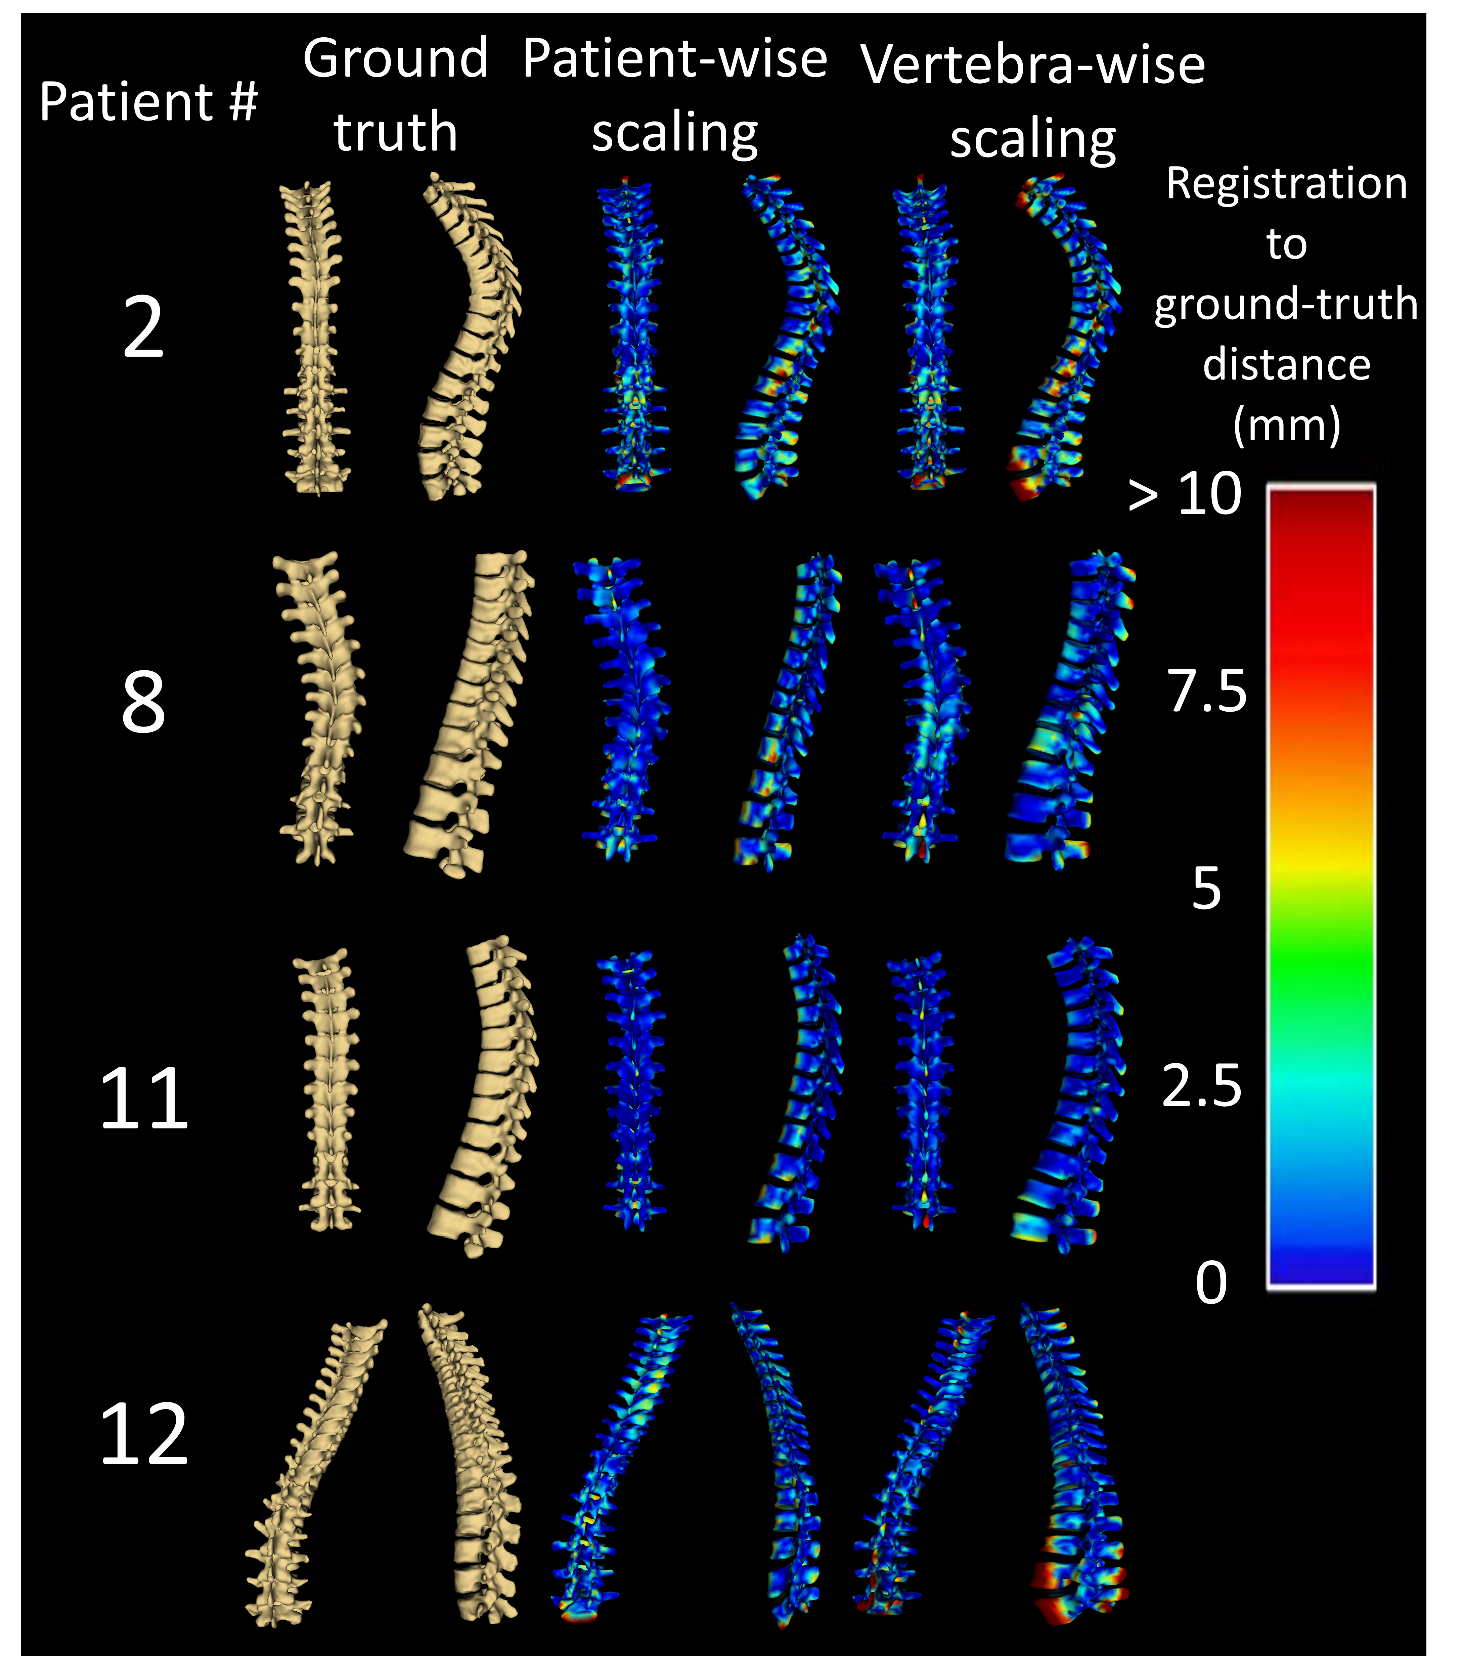 Patient #
Ground
truth
Patient-wise
scaling
Vertebra-wise
scaling
Registration
to
ground-truth
distance
(mm)
> 10
7.5
5
2.5
0
2
8
11
12